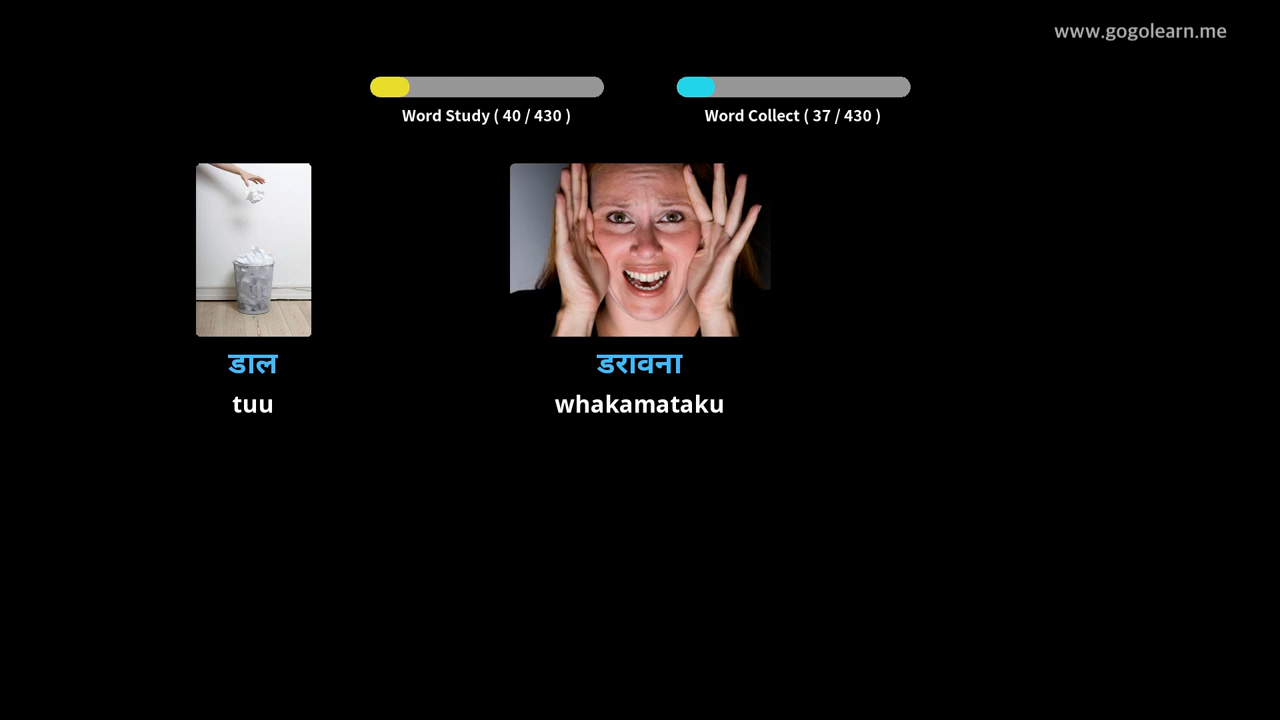 www.gogolearn.me
Word Study ( 40 / 430 )
Word Collect ( 37 / 430 )
डाल
tuu
डरावना
whakamataku